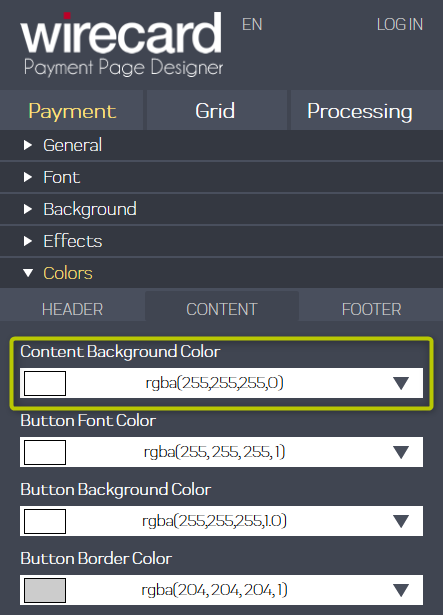 wirecard
EN
LOG IN
Payment Page Designer
Payment
Grid
Processing
General
Font
Background
Effects
Colors
HEADER
CONTENT
FOOTER
Content Background Color
rgba(255,255,255,0)
Button Font Color
rgba(255, 255, 255, 1)
Button Background Color
rgba(255,255,255,1.0)
Button Border Color
rgba(204, 204, 204, 1)